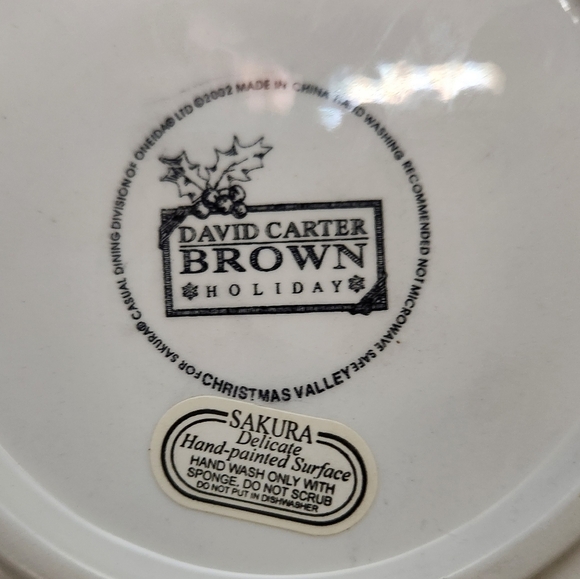 FOR SAKURA® CASUAL DINING DIVISION OF ONEIDA® LTD ©2002 MADE IN CHINA HAND WASHING RECOMMENDED NOT MICROWAVE SAFE
CHRISTMAS VALLEY
DAVID CARTER
BROWN
HOLIDAY
SAKURA
Delicate
Hand-painted Surface
HAND WASH ONLY WITH
SPONGE. DO NOT SCRUB
DO NOT PUT IN DISHWASHER